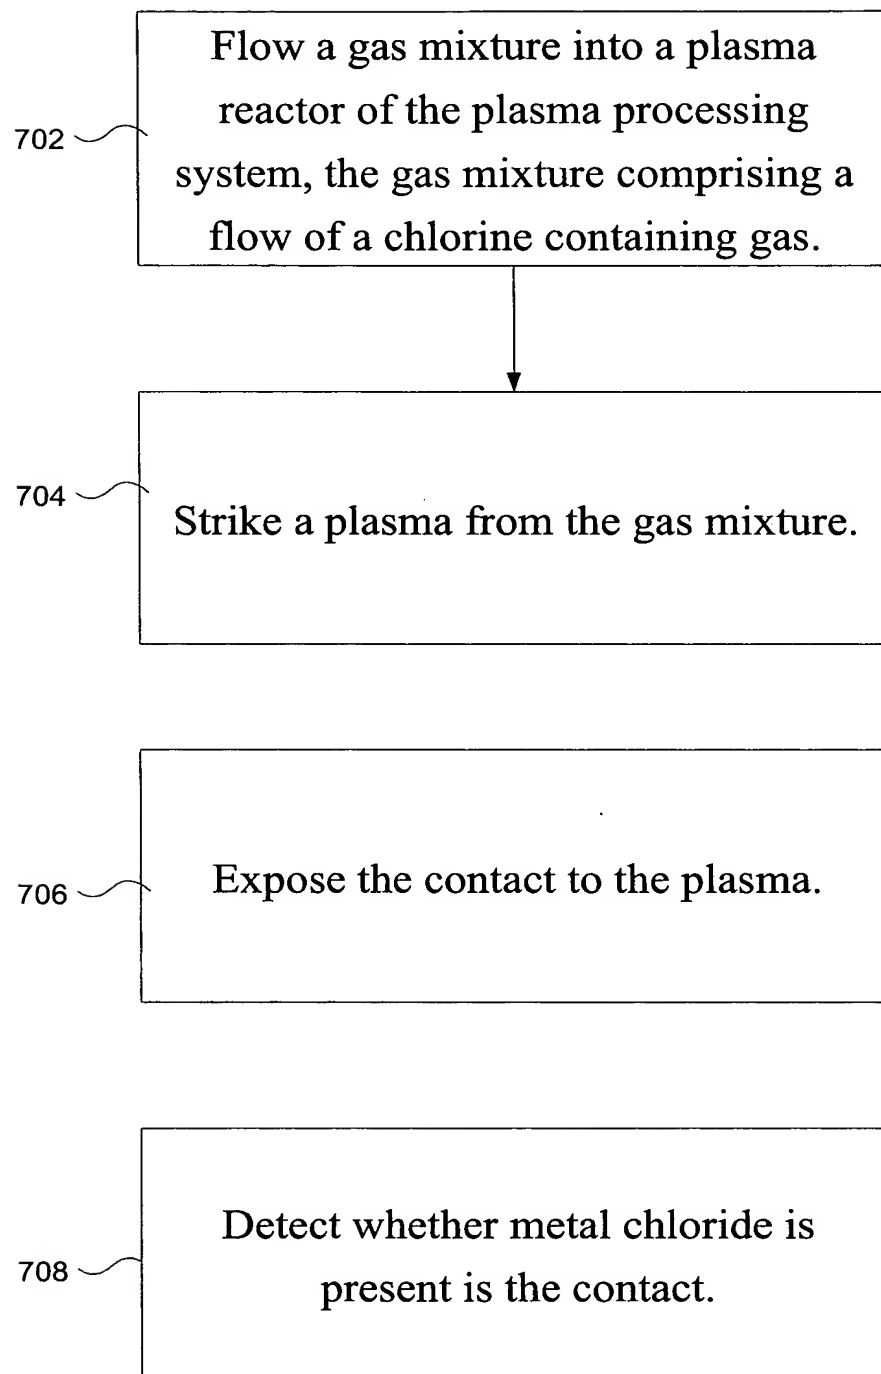 Flow a gas mixture into a plasma
reactor of the plasma processing
702
system, the gas mixture comprising a
flow of a chlorine containing gas.
704
Strike a plasma from the gas mixture.
706
Expose the contact to the plasma.
Detect whether metal chloride is
708
present is the contact.